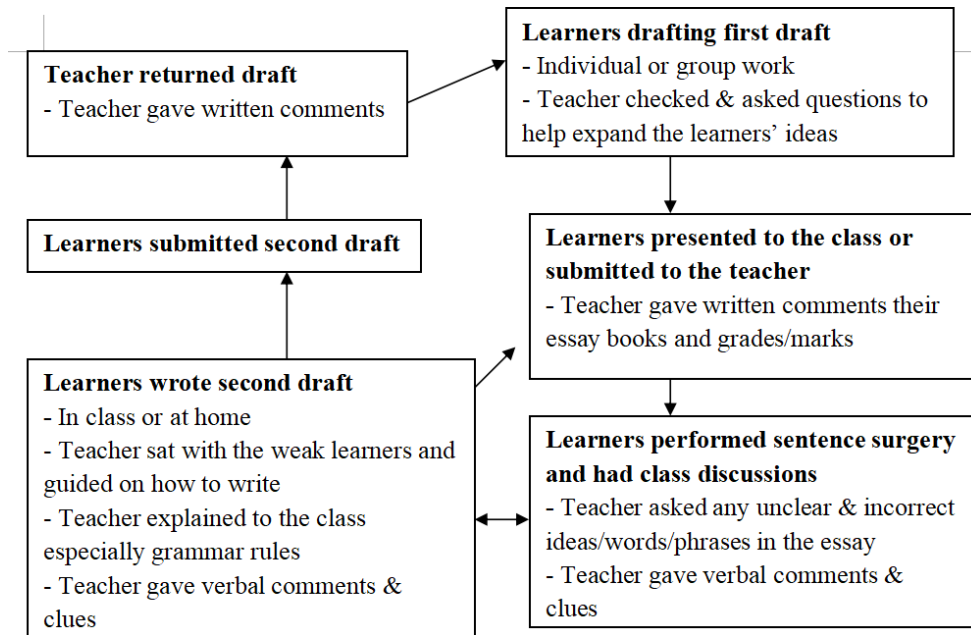 Teacher returned draft
- Teacher gave written comments
Learners drafting first draft
- Individual or group work
- Teacher checked & asked questions to
help expand the learners’ ideas
Learners submitted second draft
Learners presented to the class or
submitted to the teacher
- Teacher gave written comments their
essay books and grades/marks
Learners wrote second draft
- In class or at home
- Teacher sat with the weak learners and
guided on how to write
- Teacher explained to the class
especially grammar rules
- Teacher gave verbal comments &
clues
Learners performed sentence surgery
and had class discussions
- Teacher asked any unclear & incorrect
ideas/words/phrases in the essay
- Teacher gave verbal comments &
clues